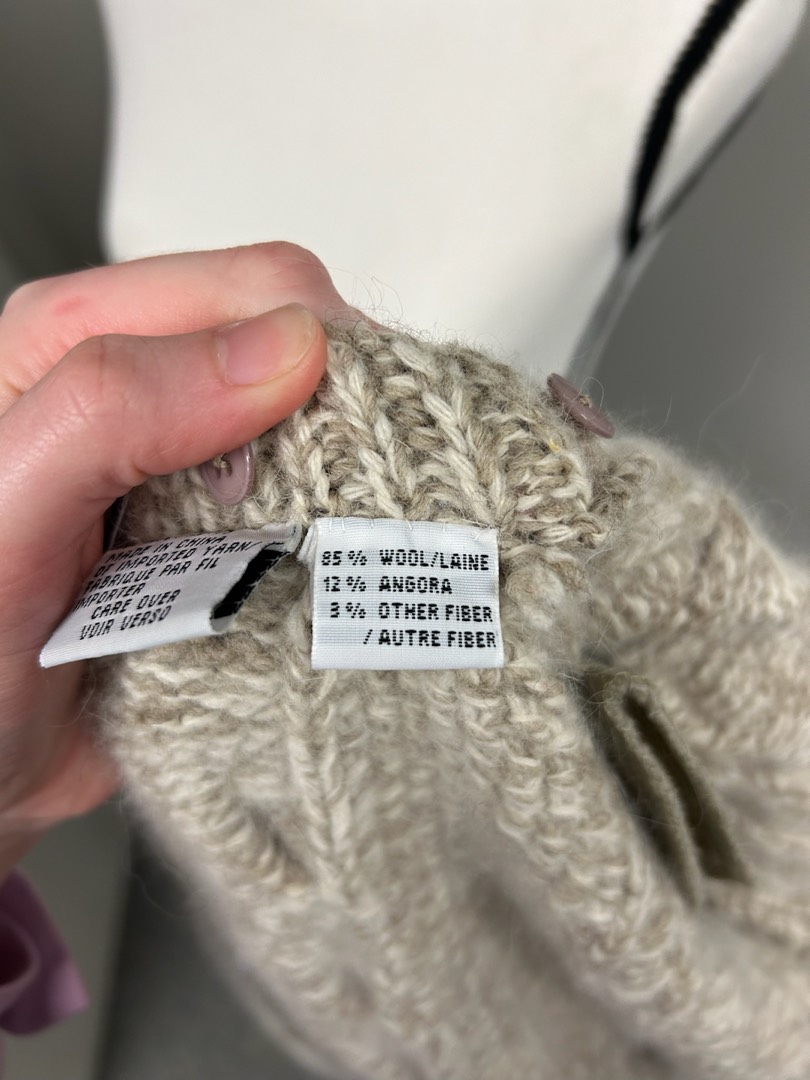 MADE IN CHINA
OF IMPORTED YARN/
FABRIQUE PAR FIL
IMPORTER
CARE OVER
VOIR VERSO
85 % WOOL/LAINE
12 % ANGORA
3 % OTHER FIBER
/ AUTRE FIBER